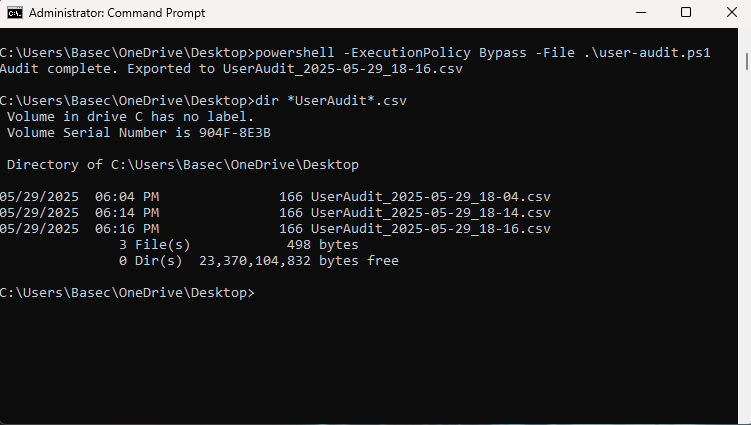 Administrator: Command Prompt
C:\Users\Basec\OneDrive\Desktop>powershell -ExecutionPolicy Bypass -File .\user-audit.ps1
Audit complete. Exported to UserAudit_2025-05-29_18-16.csv
C:\Users\Basec\OneDrive\Desktop>dir *UserAudit*.csv
 Volume in drive C has no label.
 Volume Serial Number is 904F-8E3B
 Directory of C:\Users\Basec\OneDrive\Desktop
05/29/2025  06:04 PM               166 UserAudit_2025-05-29_18-04.csv
05/29/2025  06:14 PM               166 UserAudit_2025-05-29_18-14.csv
05/29/2025  06:16 PM               166 UserAudit_2025-05-29_18-16.csv
               3 File(s)            498 bytes
               0 Dir(s)  23,370,104,832 bytes free
C:\Users\Basec\OneDrive\Desktop>